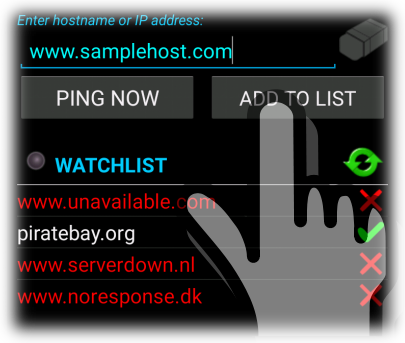 Enter hostname or IP address:
www.samplehost.com
PING NOW
ADD TO LIST
WATCHLIST
www.unavailable.com
piratebay.org
www.serverdown.nl
www.noresponse.dk